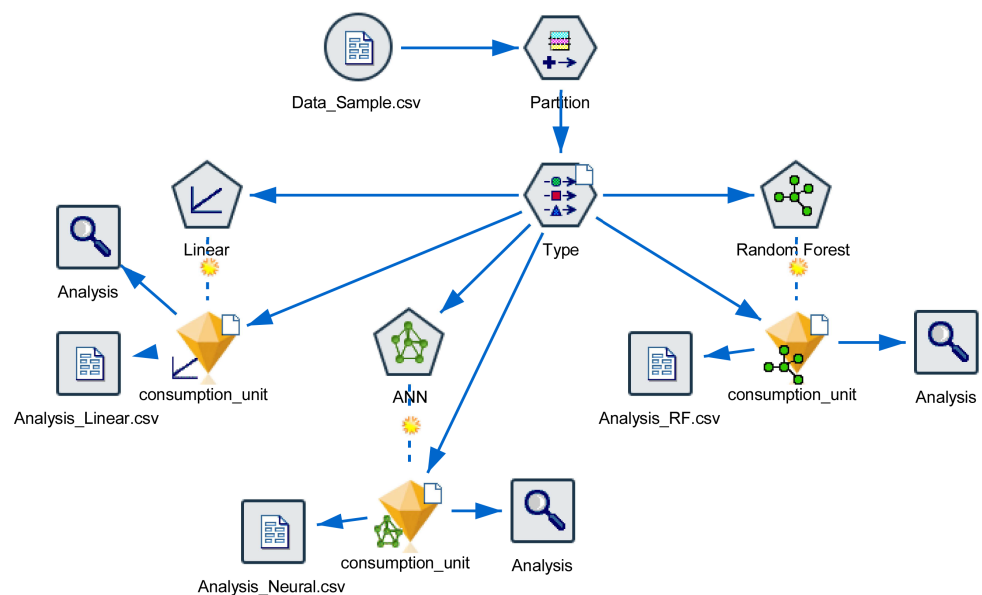 Data_Sample.csv
Partition
Linear
Type
Random Forest
Analysis
consumption_unit
Analysis_Linear.csv
ANN
consumption_unit
Analysis
Analysis_RF.csv
consumption_unit
Analysis
Analysis_Neural.csv